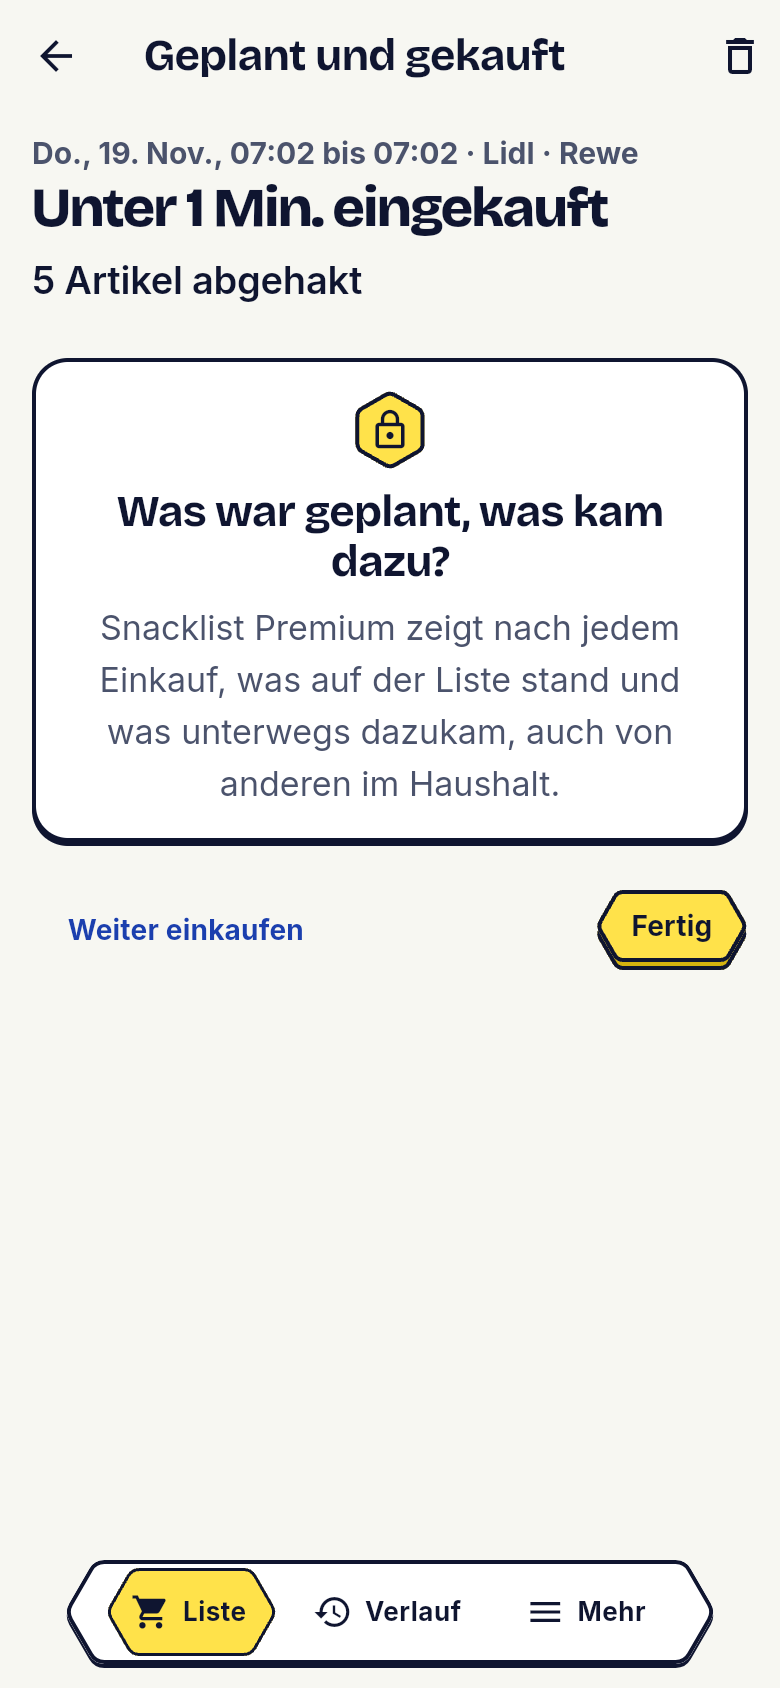 Geplant und gekauft
Do., 19. Nov., 07:02 bis 07:02 · Lidl · Rewe
Unter 1 Min. eingekauft
5 Artikel abgehakt
Was war geplant, was kam
dazu?
Snacklist Premium zeigt nach jedem
Einkauf, was auf der Liste stand und
was unterwegs dazukam, auch von
anderen im Haushalt.
Weiter einkaufen
Fertig
Liste
Verlauf
Mehr